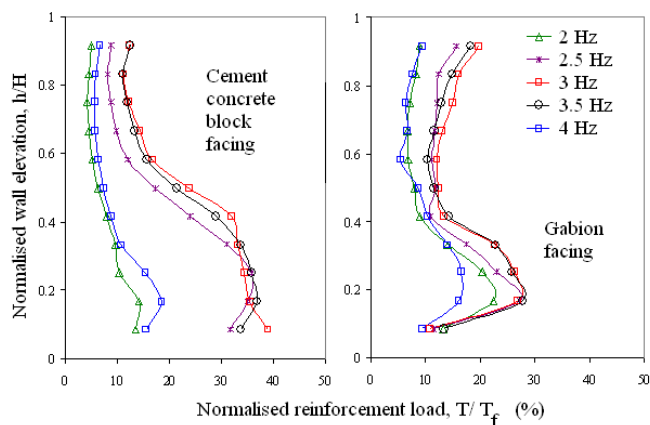 1
0.8
0.6
0.4
0.2
0
0 10 20 30 40 50
Normalised wall elevation, h/H
Cement
concrete
block
facing
0 10 20 30 40 50
2 Hz
2.5 Hz
3 Hz
3.5 Hz
4 Hz
Gabion
facing
Normalised reinforcement load, T/ Tf (%)